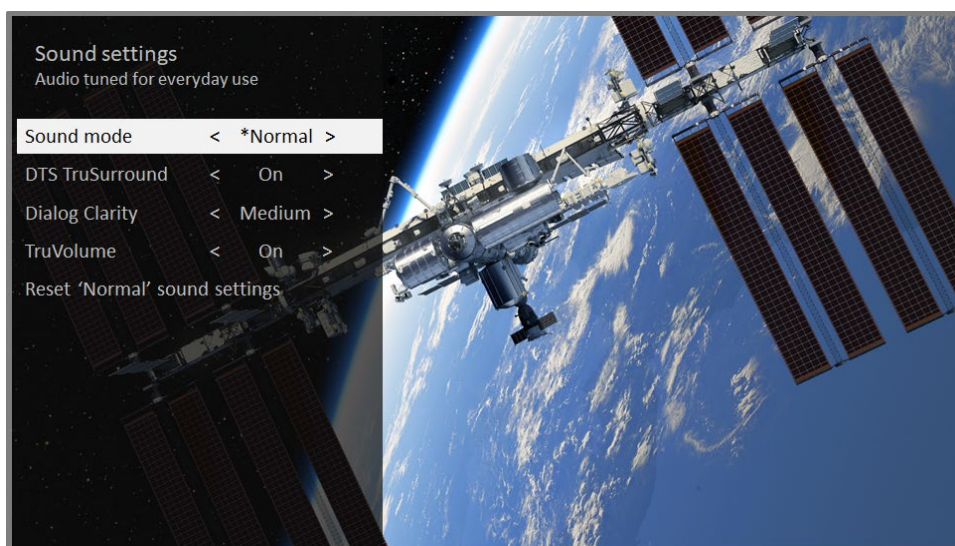 Sound settings
Audio tuned for everyday use
Sound mode < *Normal >
DTS TruSurround < On >
Dialog Clarity < Medium >
TruVolume < On >
Reset ‘Normal’ sound settings